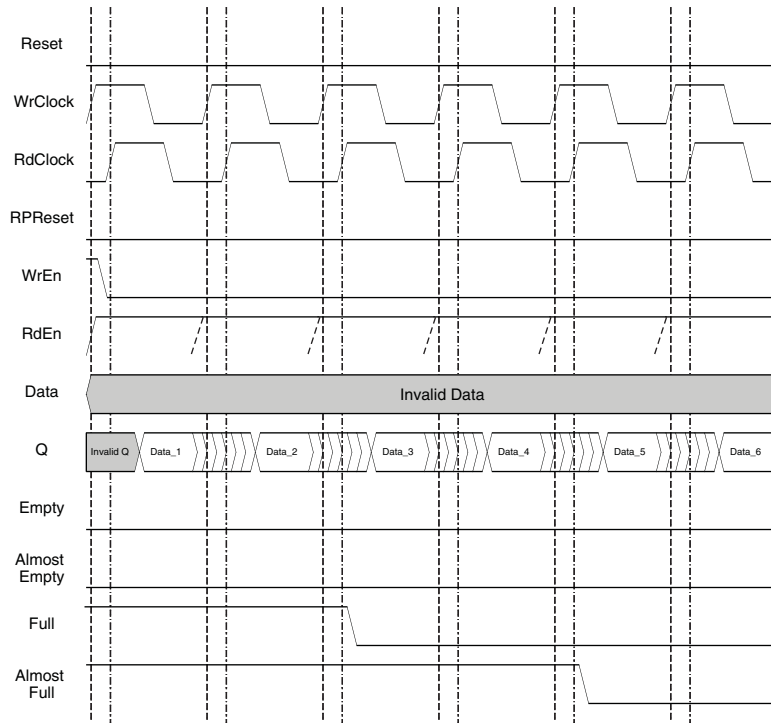 Reset
WrClock
RdClock
RPReset
WrEn
RdEn
Data
Invalid Data
Q
Invalid Q
Data_1
Data_2
Data_3
Data_4
Data_5
Data_6
Empty
Almost
Empty
Full
Almost
Full